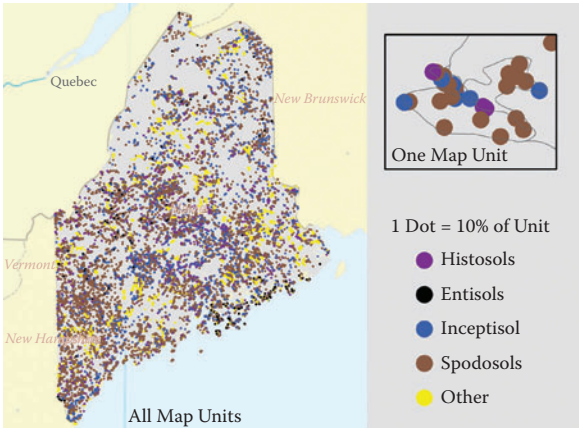 Quebec
New Brunswick
Vermont
New Hampshire
All Map Units
One Map Unit
1 Dot = 10% of Unit
Histosols
Entisols
Inceptisol
Spodosols
Other